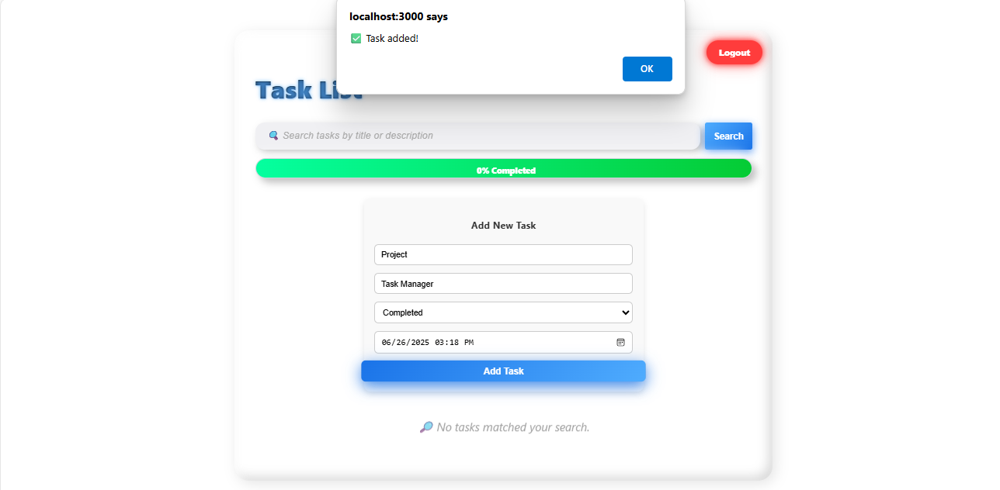 localhost:3000 says
✅ Task added!
OK
Logout
Task List
🔍 Search tasks by title or description
Search
0% Completed
Add New Task
Project
Task Manager
Completed
06/26/2025 03:18 PM
Add Task
🔎 No tasks matched your search.